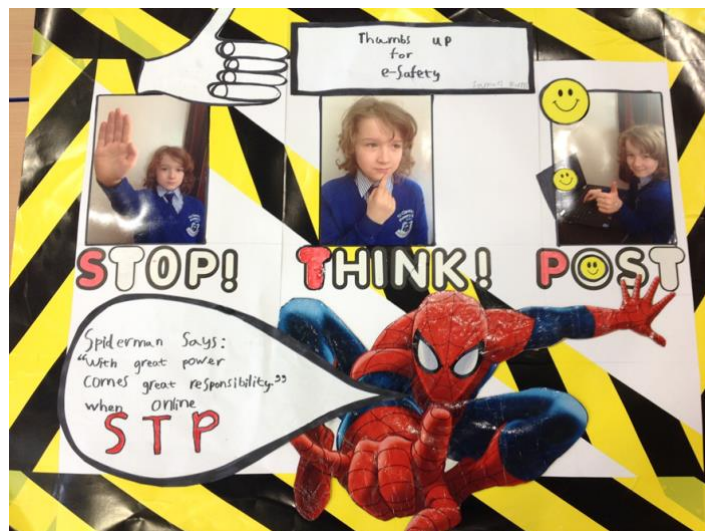 Thumbs up
for
e-Safety
STOP!
THINK!
POST
Spiderman Says:
"With great power
comes great responsibility."
when online
STP